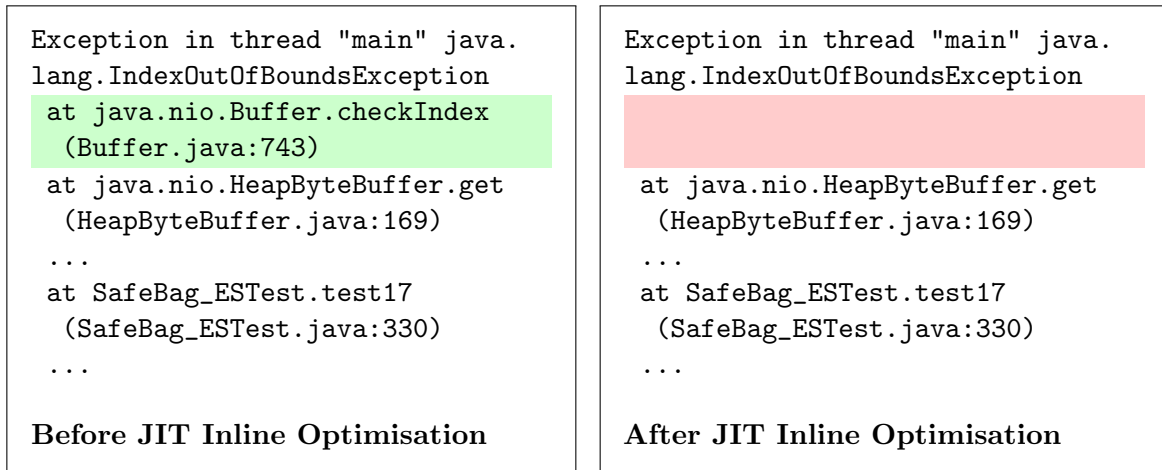 Exception in thread "main" java.
lang.IndexOutOfBoundsException
at java.nio.Buffer.checkIndex
(Buffer.java:743)
at java.nio.HeapByteBuffer.get
(HeapByteBuffer.java:169)
...
at SafeBag_ESTest.test17
(SafeBag_ESTest.java:330)
...
Before JIT Inline Optimisation
Exception in thread "main" java.
lang.IndexOutOfBoundsException
at java.nio.HeapByteBuffer.get
(HeapByteBuffer.java:169)
...
at SafeBag_ESTest.test17
(SafeBag_ESTest.java:330)
...
After JIT Inline Optimisation